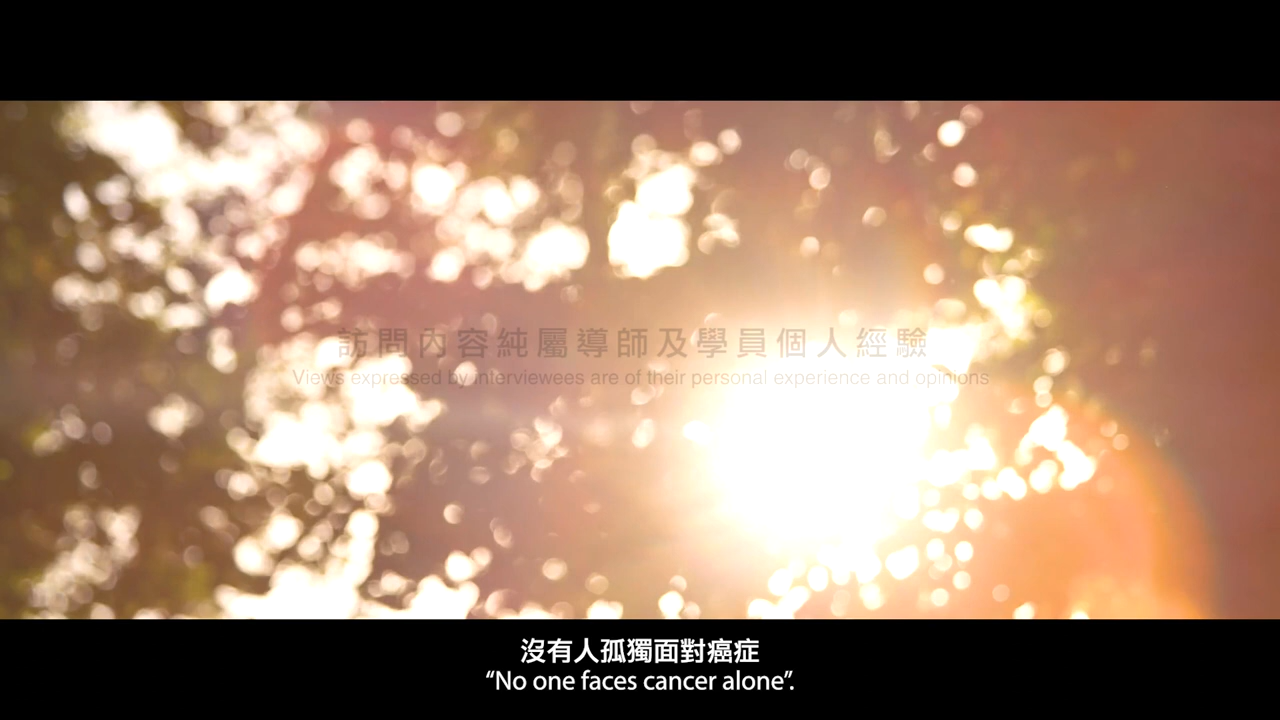 訪問內容純屬導師及學員個人經驗
Views expressed by interviewees are of their personal experience and opinions
沒有人孤獨面對癌症
“No one faces cancer alone”.